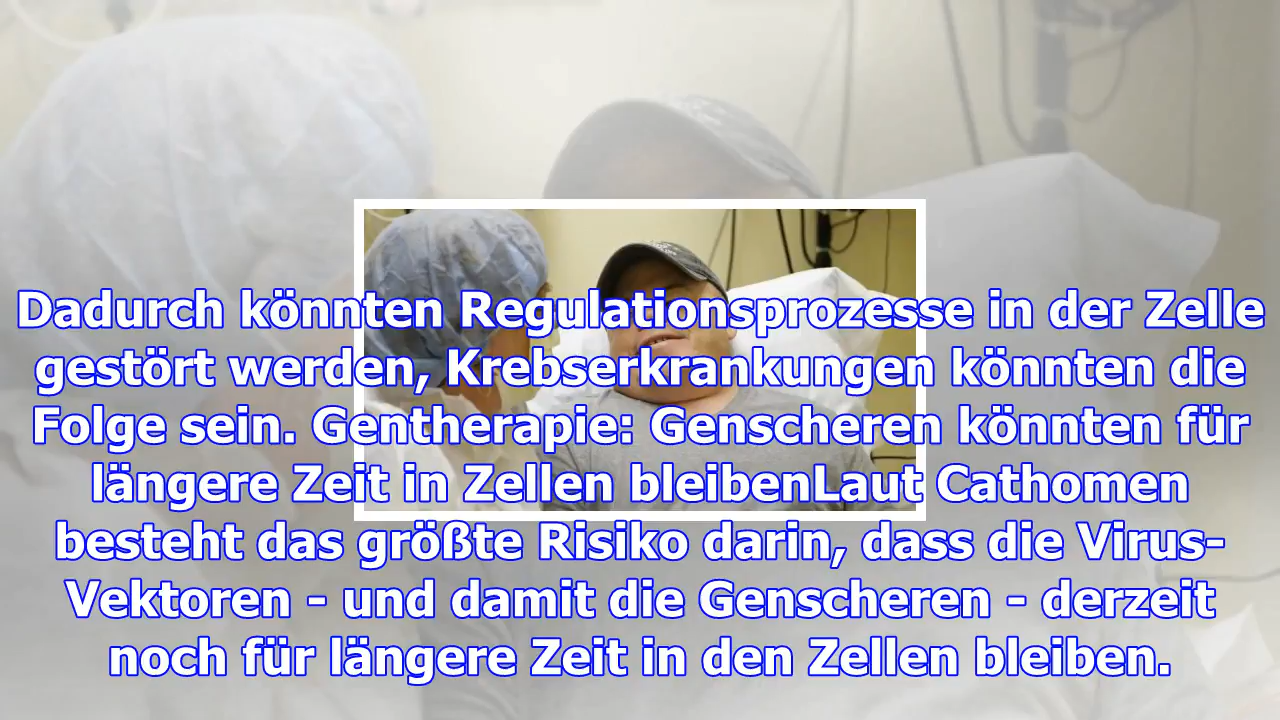 Dadurch könnten Regulationsprozesse in der Zelle
gestört werden, Krebserkrankungen könnten die
Folge sein. Gentherapie: Genscheren könnten für
längere Zeit in Zellen bleibenLaut Cathomen
besteht das größte Risiko darin, dass die Virus-
Vektoren - und damit die Genscheren - derzeit
noch für längere Zeit in den Zellen bleiben.